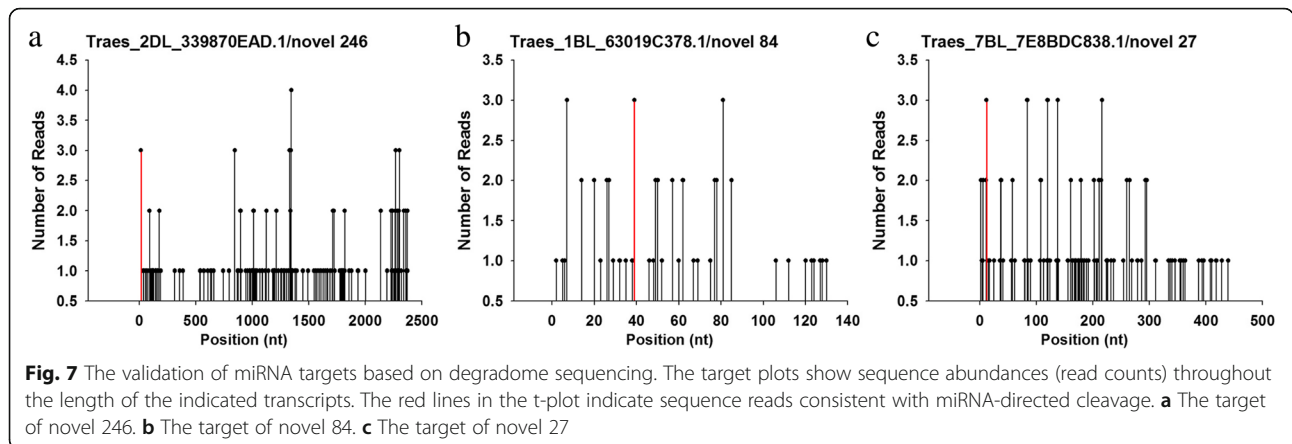 a Traes_2DL_339870EAD.1/novel 246
4.5
4.0
3.5
3.0
2.5
2.0
1.5
1.0
0.5
Number of Reads
0 500 1000 1500 2000 2500
Position (nt)
b Traes_1BL_63019C378.1/novel 84
3.5
3.0
2.5
2.0
1.5
1.0
0.5
Number of Reads
0 20 40 60 80 100 120 140
Position (nt)
c Traes_7BL_7E8BDC838.1/novel 27
3.5
3.0
2.5
2.0
1.5
1.0
0.5
Number of Reads
0 100 200 300 400 500
Position (nt)
Fig. 7 The validation of miRNA targets based on degradome sequencing. The target plots show sequence abundances (read counts) throughout
the length of the indicated transcripts. The red lines in the t-plot indicate sequence reads consistent with miRNA-directed cleavage. a The target
of novel 246. b The target of novel 84. c The target of novel 27